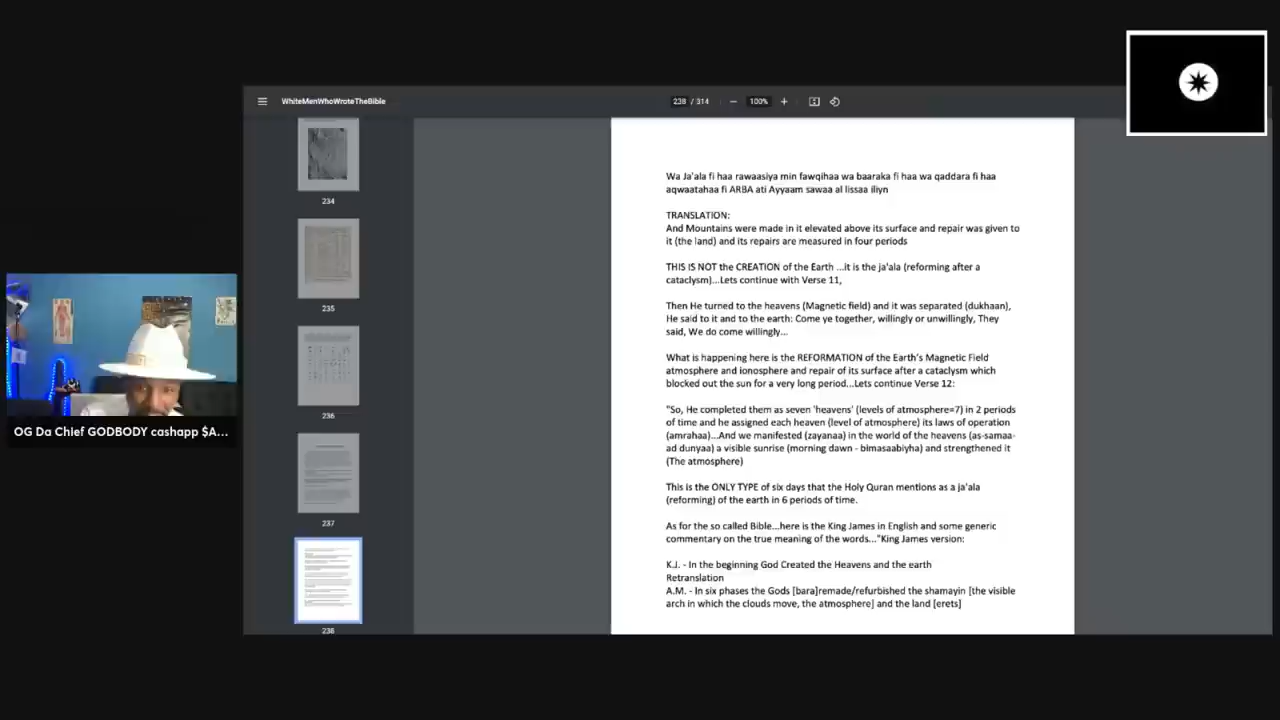 WhiteMenWhoWroteTheBible
238 / 314
100%
234
235
236
237
238
Wa Ja'ala fi haa rawaasiya min fawqihaa wa baaraka fi haa wa qaddara fi haa
aqwaatahaa fi ARBA ati Ayyaam sawaa al lissaa iliyn
TRANSLATION:
And Mountains were made in it elevated above its surface and repair was given to
it (the land) and its repairs are measured in four periods
THIS IS NOT the CREATION of the Earth ...it is the ja'ala (reforming after a
cataclysm)...Lets continue with Verse 11,
Then He turned to the heavens (Magnetic field) and it was separated (dukhaan),
He said to it and to the earth: Come ye together, willingly or unwillingly, They
said, We do come willingly...
What is happening here is the REFORMATION of the Earth's Magnetic Field
atmosphere and ionosphere and repair of its surface after a cataclysm which
blocked out the sun for a very long period...Lets continue Verse 12:
"So, He completed them as seven 'heavens' (levels of atmosphere=7) in 2 periods
of time and he assigned each heaven (level of atmosphere) its laws of operation
(amrahaa)...And we manifested (zayanaa) in the world of the heavens (as-samaa-
ad dunyaa) a visible sunrise (morning dawn - bimasaabiyha) and strengthened it
(The atmosphere)
This is the ONLY TYPE of six days that the Holy Quran mentions as a ja'ala
(reforming) of the earth in 6 periods of time.
As for the so called Bible...here is the King James in English and some generic
commentary on the true meaning of the words..."King James version:
K.J. - In the beginning God Created the Heavens and the earth
Retranslation
A.M. - In six phases the Gods [bara]remade/refurbished the shamayin [the visible
arch in which the clouds move, the atmosphere] and the land [erets]
OG Da Chief GODBODY cashapp $A...